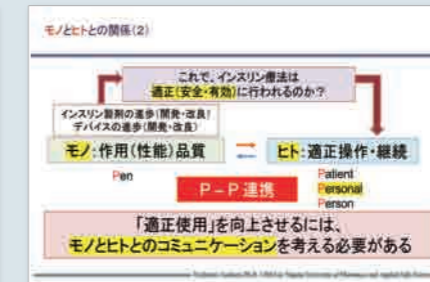 モノとヒトとの関係(2)
これで、インスリン療法は
適正(安全・有効)に行われるのか?
インスリン製剤の進歩(開発・改良)
デバイスの進歩(開発・改良)
モノ:作用(性能)品質
ヒト:適正操作・継続
Pen
P-P連携
Patient
Personal
Person
「適正使用」を向上させるには、
モノとヒトとのコミュニケーションを考える必要がある